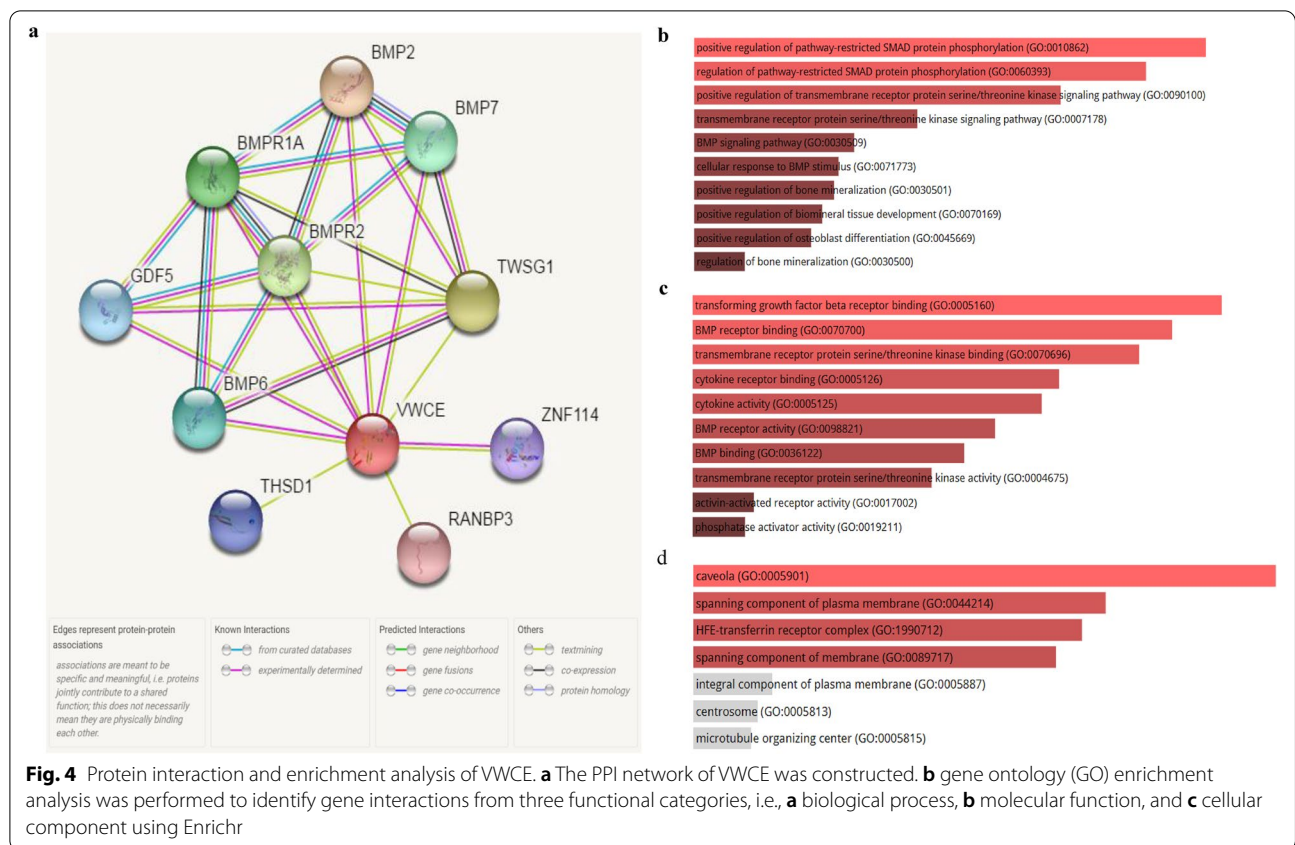 a
BMP2
BMP7
BMPR1A
BMPR2
GDF5
TWSG1
BMP6
VWCE
ZNF114
THSD1
RANBP3
Edges represent protein-protein
associations
associations are meant to be
specific and meaningful, i.e. proteins
jointly contribute to a shared
function; this does not necessarily
mean they are physically binding
each other.
Known Interactions
from curated databases
experimentally determined
Predicted Interactions
gene neighborhood
gene fusions
gene co-occurrence
Others
textmining
co-expression
protein homology
b
positive regulation of pathway-restricted SMAD protein phosphorylation (GO:0010862)
regulation of pathway-restricted SMAD protein phosphorylation (GO:0060393)
positive regulation of transmembrane receptor protein serine/threonine kinase signaling pathway (GO:0090100)
transmembrane receptor protein serine/threonine kinase signaling pathway (GO:0007178)
BMP signaling pathway (GO:0030509)
cellular response to BMP stimulus (GO:0071773)
positive regulation of bone mineralization (GO:0030501)
positive regulation of biomineral tissue development (GO:0070169)
positive regulation of osteoblast differentiation (GO:0045669)
regulation of bone mineralization (GO:0030500)
c
transforming growth factor beta receptor binding (GO:0005160)
BMP receptor binding (GO:0070700)
transmembrane receptor protein serine/threonine kinase binding (GO:0070696)
cytokine receptor binding (GO:0005126)
cytokine activity (GO:0005125)
BMP receptor activity (GO:0098821)
BMP binding (GO:0036122)
transmembrane receptor protein serine/threonine kinase activity (GO:0004675)
activin-activated receptor activity (GO:0017002)
phosphatase activator activity (GO:0019211)
d
caveola (GO:0005901)
spanning component of plasma membrane (GO:0044214)
HFE-transferrin receptor complex (GO:1990712)
spanning component of membrane (GO:0089717)
integral component of plasma membrane (GO:0005887)
centrosome (GO:0005813)
microtubule organizing center (GO:0005815)
Fig. 4 Protein interaction and enrichment analysis of VWCE. a The PPI network of VWCE was constructed. b gene ontology (GO) enrichment
analysis was performed to identify gene interactions from three functional categories, i.e., a biological process, b molecular function, and c cellular
component using Enrichr